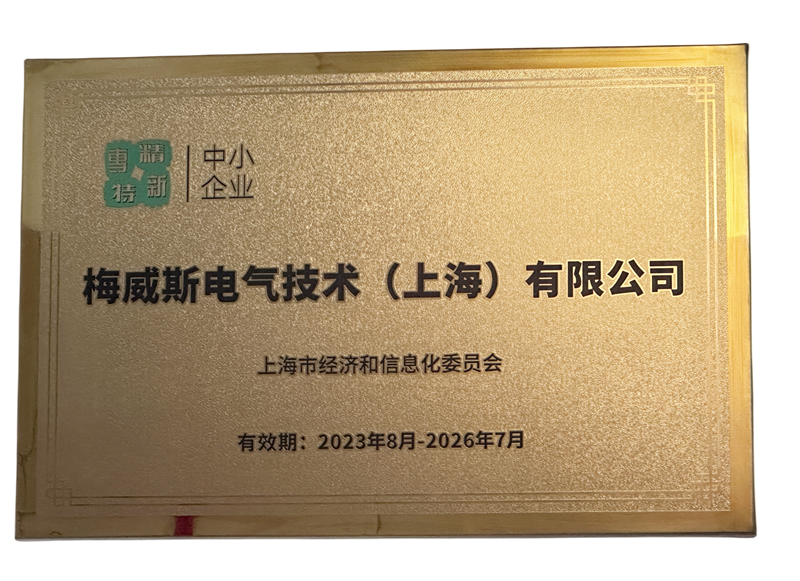 專精
特新
中小
企业
梅威斯电气技术（上海）有限公司
上海市经济和信息化委员会
有效期：2023年8月-2026年7月